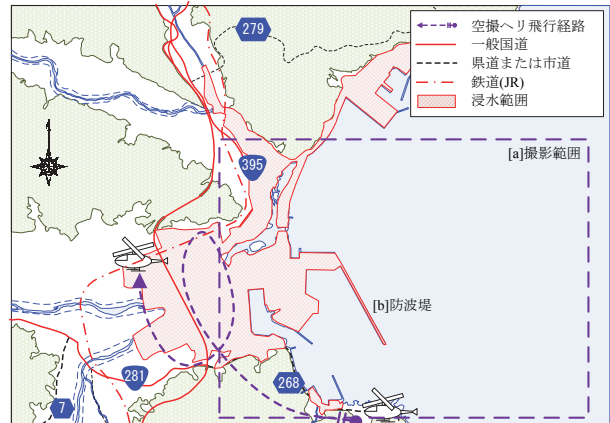 279
空撮ヘリ飛行経路
一般国道
県道または市道
鉄道(JR)
浸水範囲
[a]撮影範囲
395
[b]防波堤
281
268
7